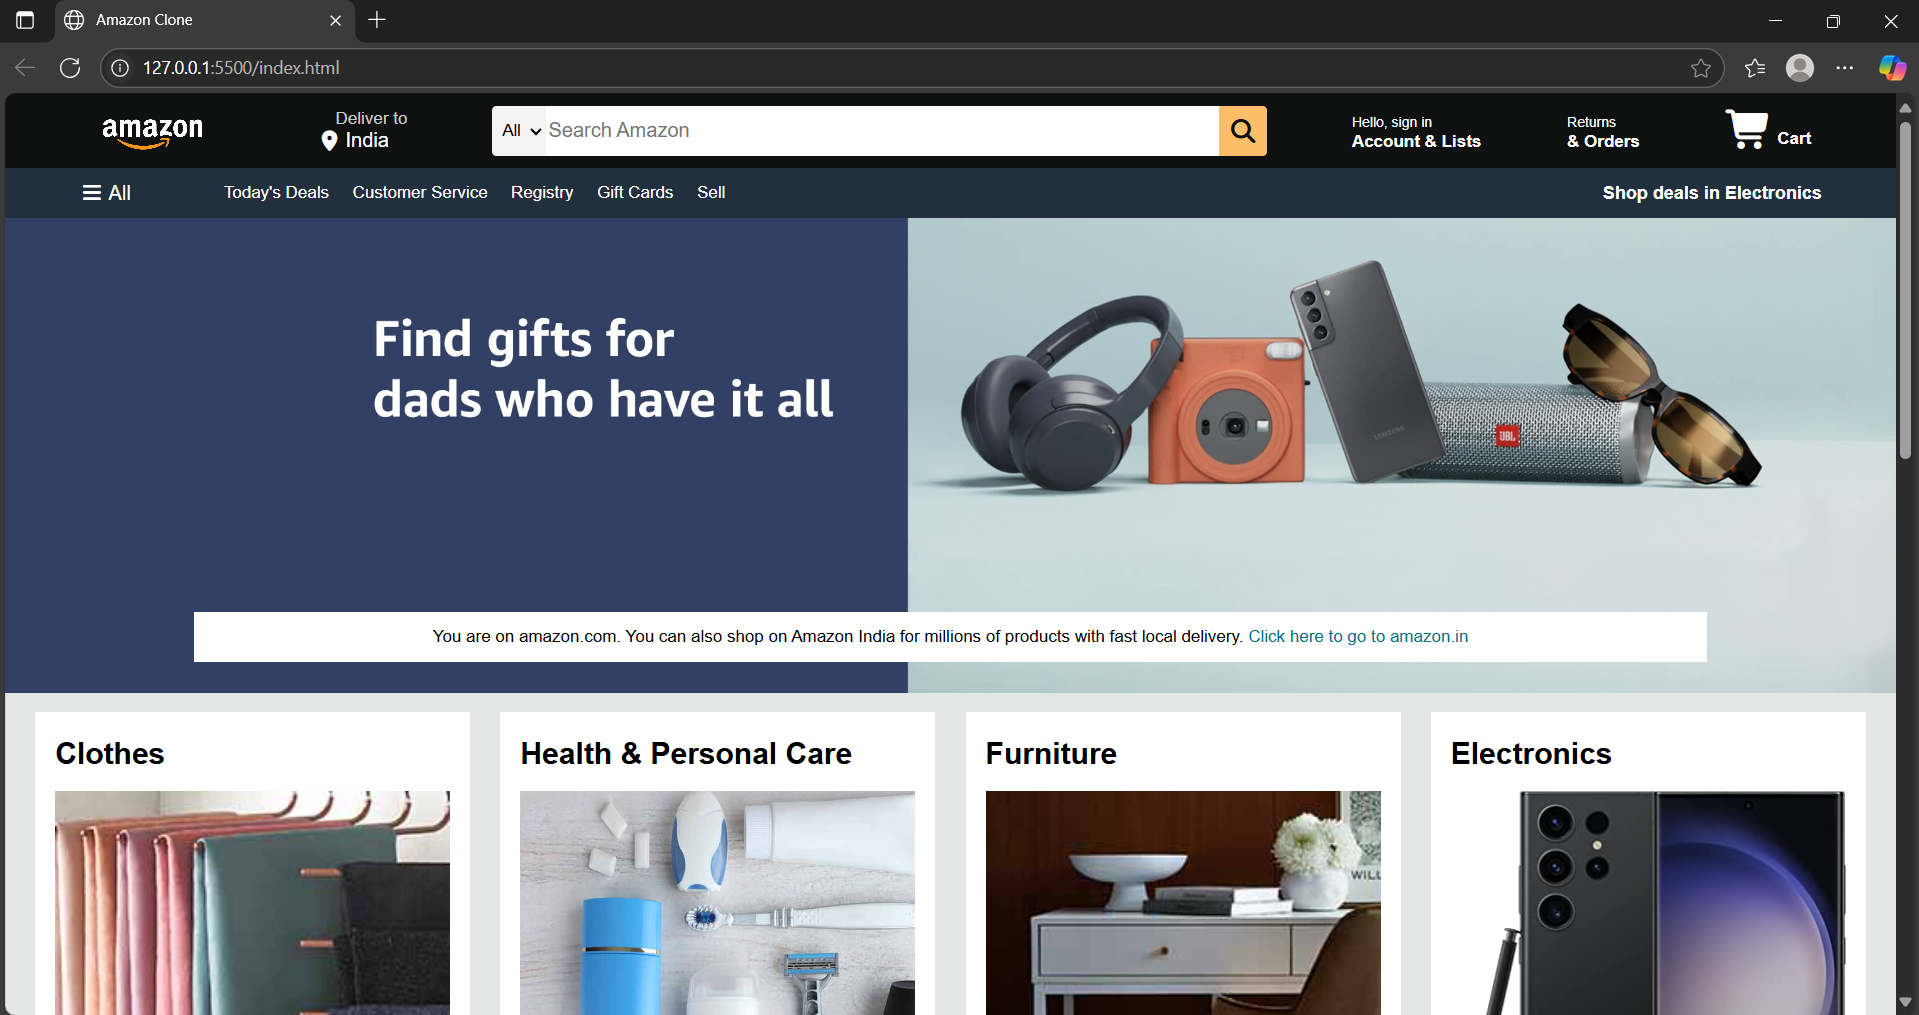 Amazon Clone
127.0.0.1:5500/index.html
amazon
Deliver to
India
All
Search Amazon
Hello, sign in
Account & Lists
Returns
& Orders
Cart
All
Today's Deals
Customer Service
Registry
Gift Cards
Sell
Shop deals in Electronics
Find gifts for
dads who have it all
SAMSUNG
JBL
You are on amazon.com. You can also shop on Amazon India for millions of products with fast local delivery. Click here to go to amazon.in
Clothes
Health & Personal Care
Furniture
Electronics
WILL